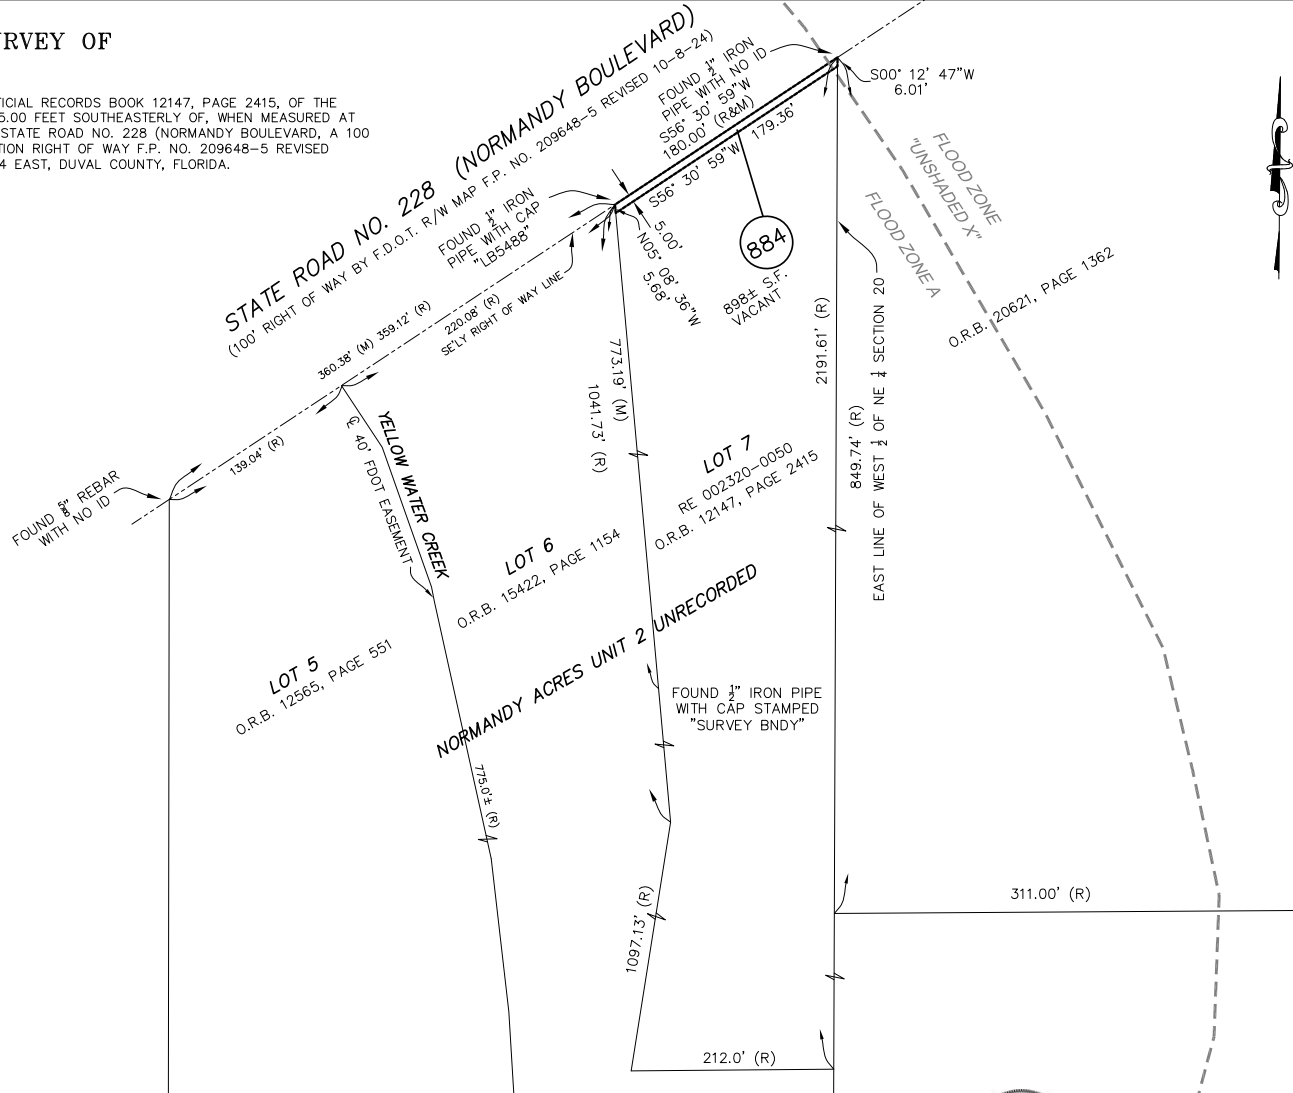 RVEY OF
ICIAL RECORDS BOOK 12147, PAGE 2415, OF THE
5.00 FEET SOUTHEASTERLY OF, WHEN MEASURED AT
STATE ROAD NO. 228 (NORMANDY BOULEVARD, A 100
TION RIGHT OF WAY F.P. NO. 209648-5 REVISED
4 EAST, DUVAL COUNTY, FLORIDA.
STATE ROAD NO. 228 (NORMANDY BOULEVARD)
(100' RIGHT OF WAY BY F.D.O.T. R/W MAP F.P. NO. 209648-5 REVISED 10-8-24)
FOUND 1/2" IRON
PIPE WITH NO ID
S56° 30' 59"W
180.00' (R&M)
179.36'
S56° 30' 59"W
S00° 12' 47"W
6.01'
FLOOD ZONE
"UNSHADED X"
FLOOD ZONE A
FOUND 1/2" IRON
PIPE WITH CAP
"LB5488"
5.00'
N05° 08' 36"W
5.68'
884
898± S.F.
VACANT
O.R.B. 20621, PAGE 1362
220.08' (R)
SE'LY RIGHT OF WAY LINE
360.38' (M) 359.12' (R)
139.04' (R)
FOUND 5/8" REBAR
WITH NO ID
YELLOW WATER CREEK
℄ 40' FDOT EASEMENT
773.19' (M)
1041.73' (R)
2191.61' (R)
849.74' (R)
EAST LINE OF WEST 1/2 OF NE 1/4 SECTION 20
LOT 7
RE 002320-0050
O.R.B. 12147, PAGE 2415
LOT 6
O.R.B. 15422, PAGE 1154
LOT 5
O.R.B. 12565, PAGE 551
NORMANDY ACRES UNIT 2 UNRECORDED
FOUND 1/2" IRON PIPE
WITH CAP STAMPED
"SURVEY BNDY"
775.0'± (R)
1097.13' (R)
311.00' (R)
212.0' (R)